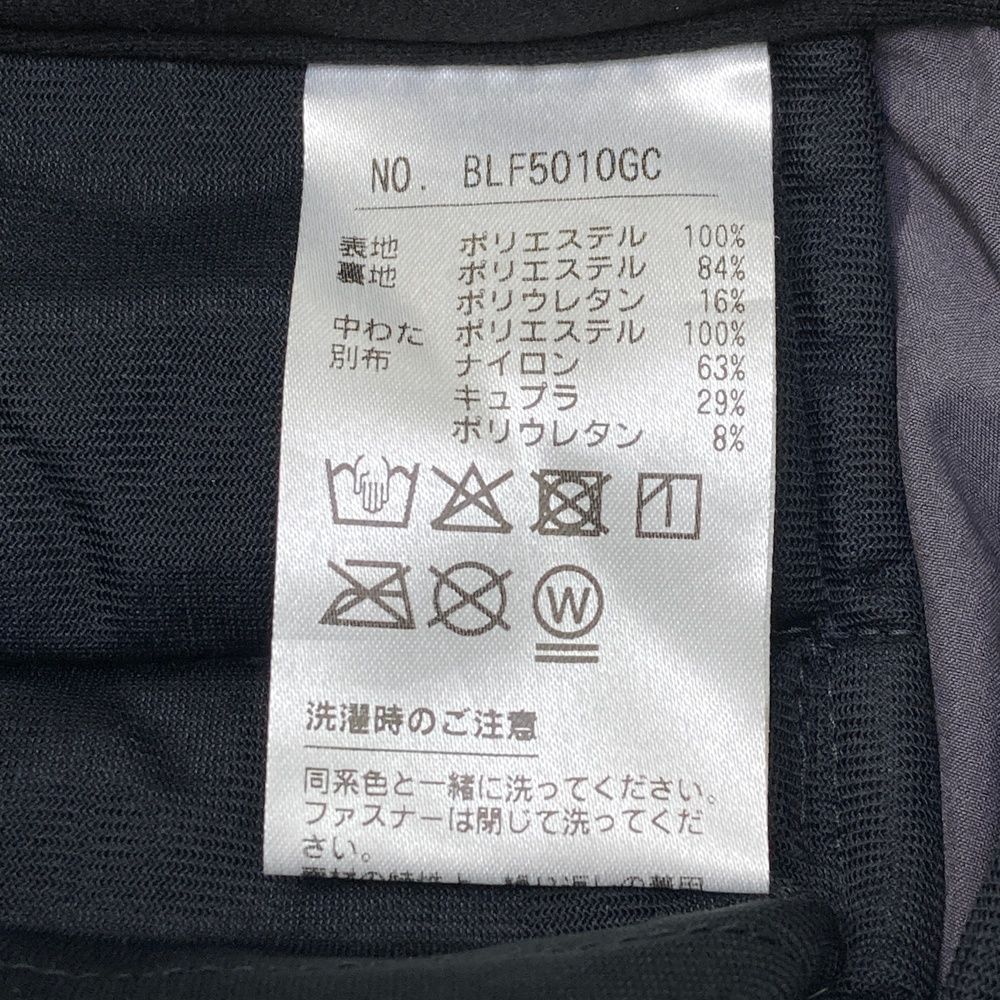 NO. BLF5010GC
表地 ポリエステル 100%
裏地 ポリエステル 84%
ポリウレタン 16%
中わた ポリエステル 100%
別布 ナイロン 63%
キュプラ 29%
ポリウレタン 8%
W
洗濯時のご注意
同系色と一緒に洗ってください。
ファスナーは閉じて洗ってくだ
さい。